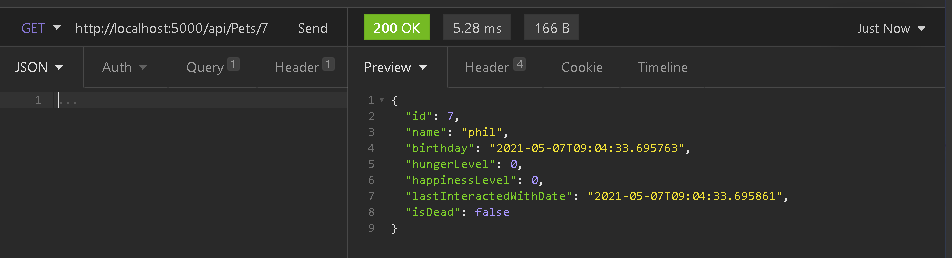 GET http://localhost:5000/api/Pets/7 Send 200 OK 5.28 ms 166 B Just Now
JSON Auth Query 1 Header 1 Preview Header 4 Cookie Timeline
1 ...
1 {
2 "id": 7,
3 "name": "phil",
4 "birthday": "2021-05-07T09:04:33.695763",
5 "hungerLevel": 0,
6 "happinessLevel": 0,
7 "lastInteractedWithDate": "2021-05-07T09:04:33.695861",
8 "isDead": false
9 }